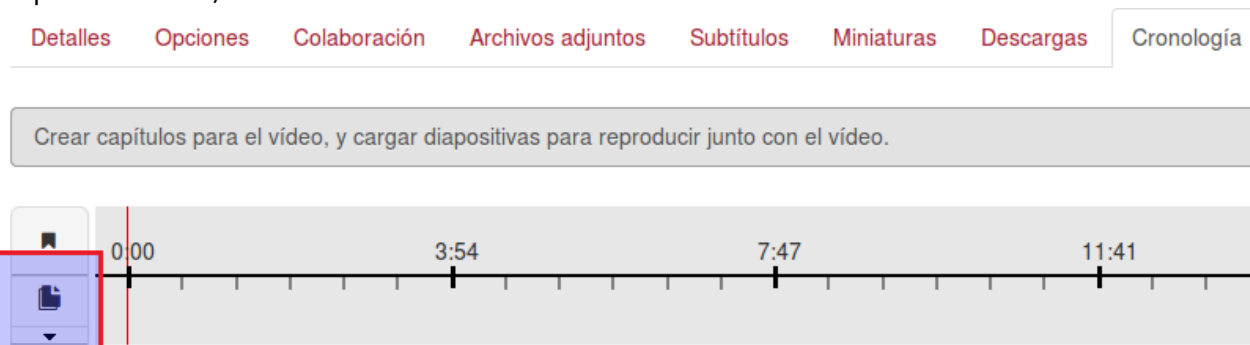 Detalles Opciones Colaboración Archivos adjuntos Subtítulos Miniaturas Descargas Cronología
Crear capítulos para el vídeo, y cargar diapositivas para reproducir junto con el vídeo.
0:00 3:54 7:47 11:41